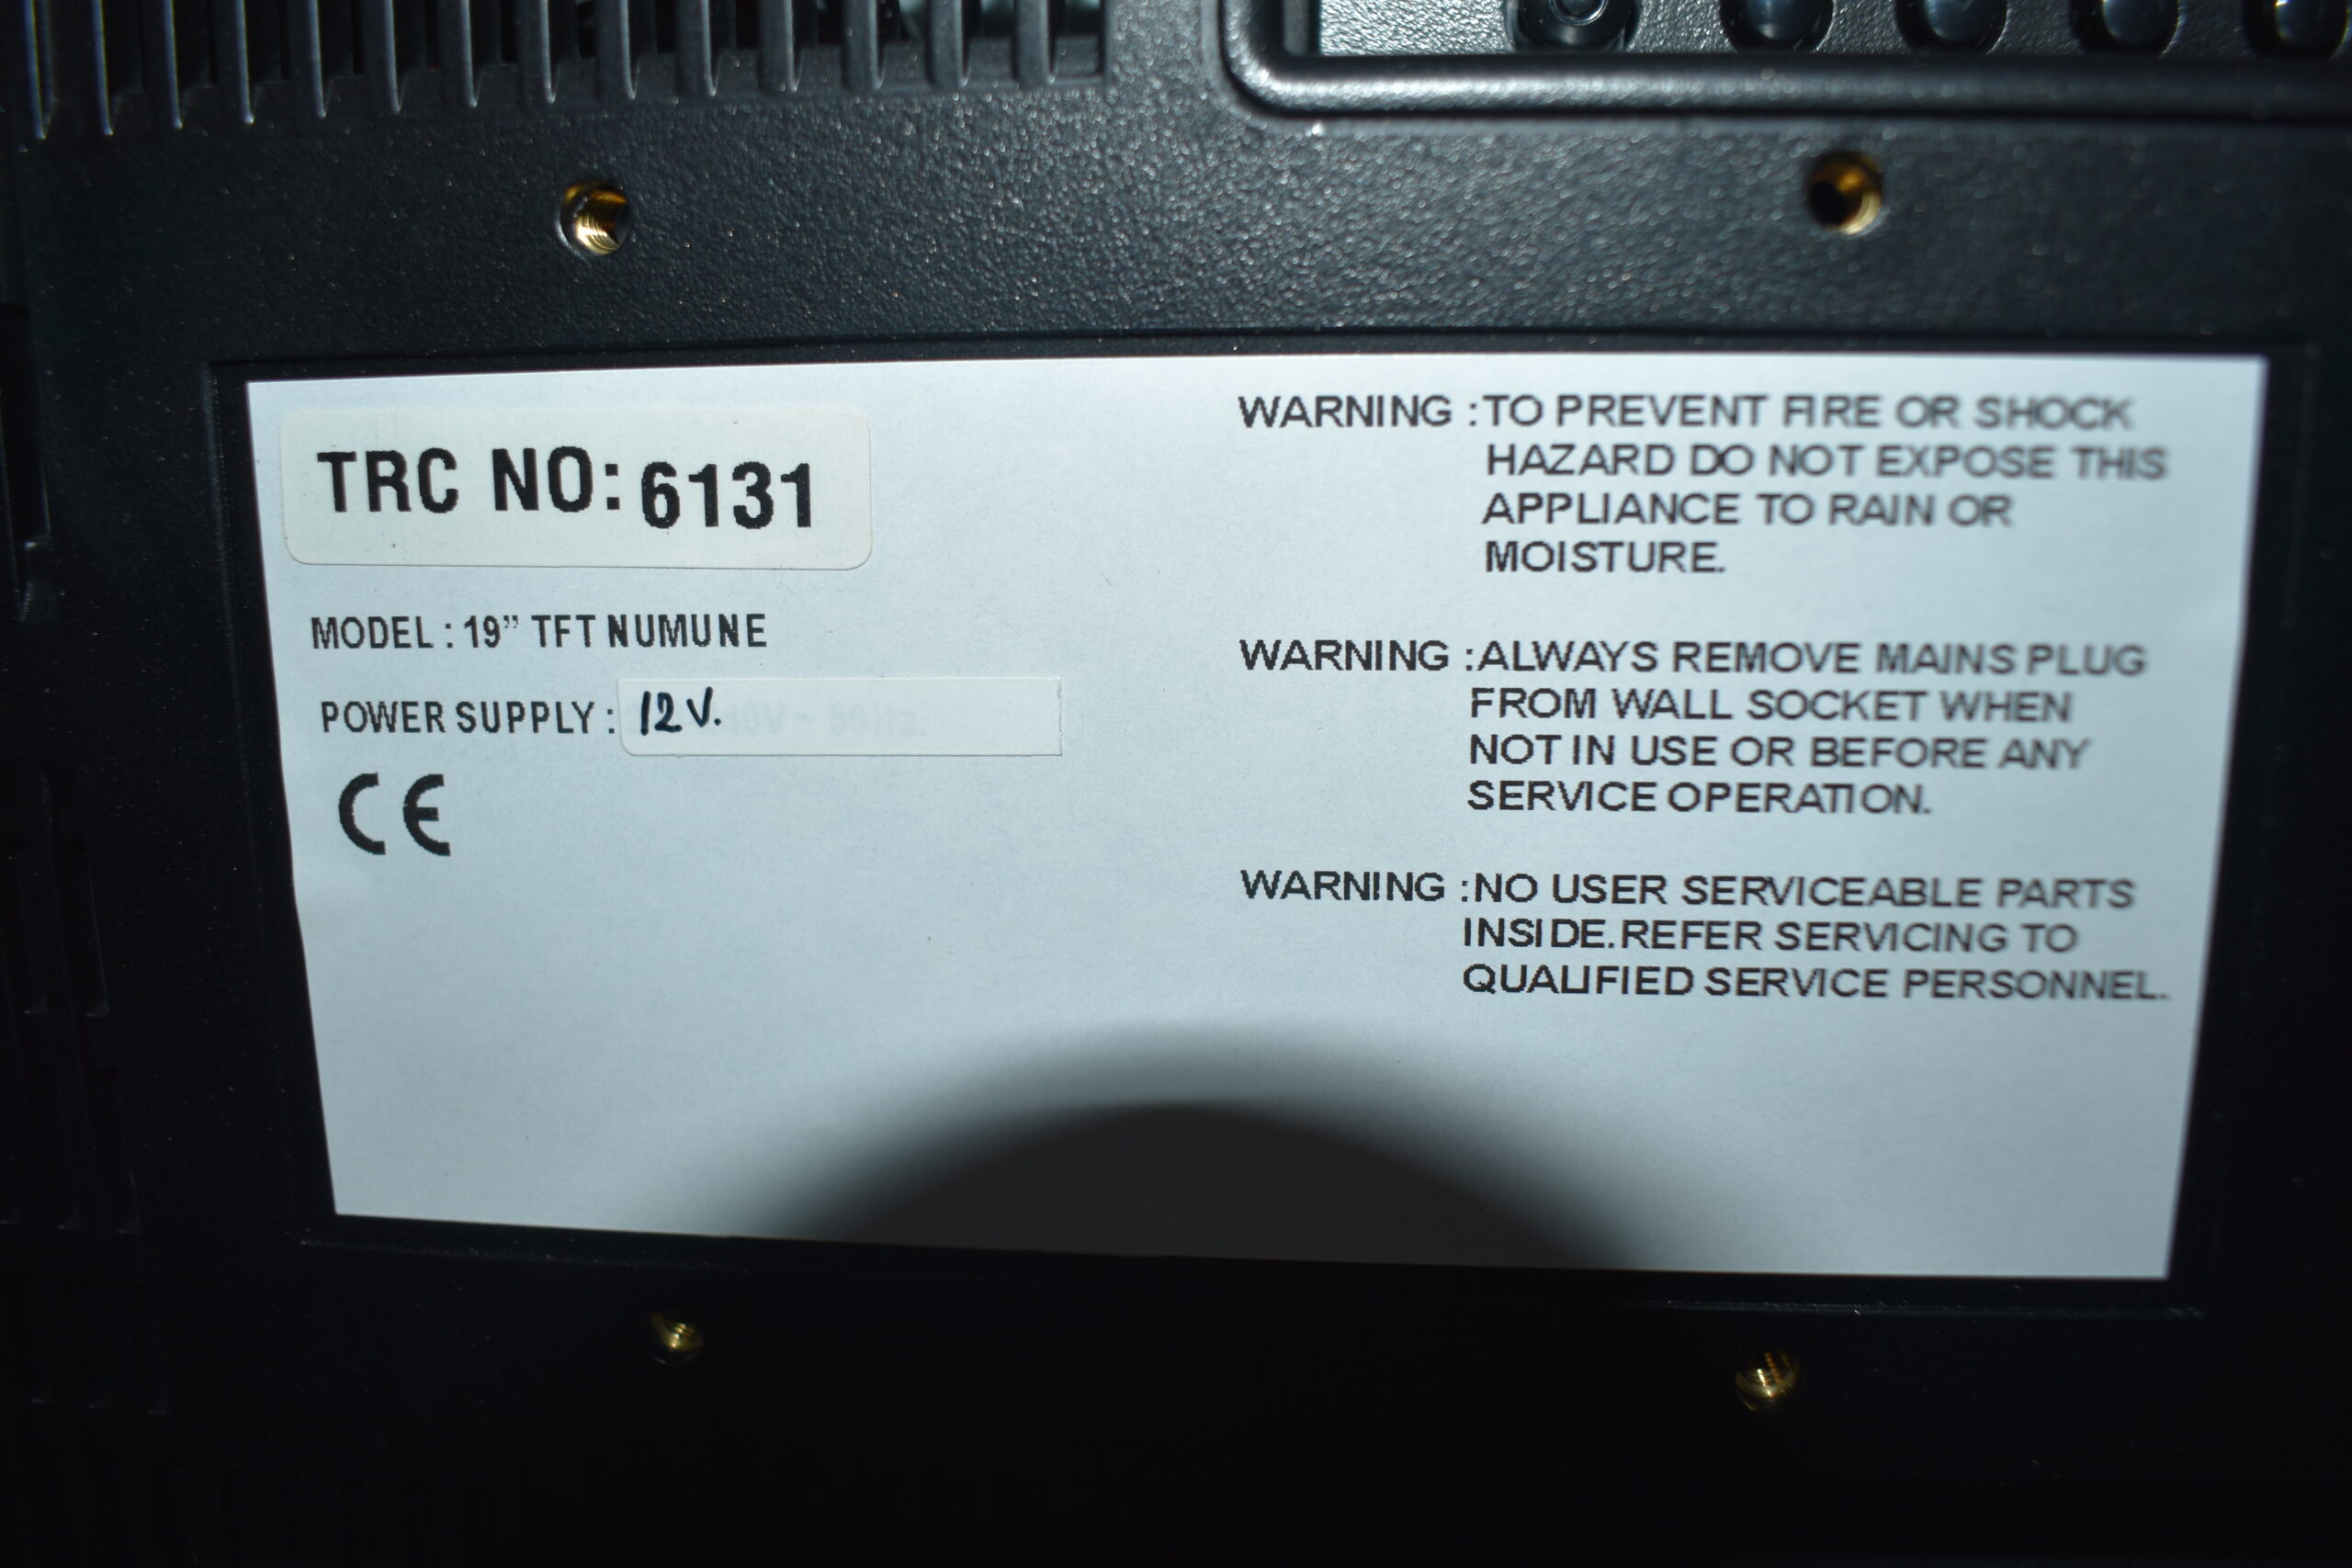 TRC NO: 6131
MODEL : 19” TFT NUMUNE
POWER SUPPLY : 12V.
CE
WARNING :TO PREVENT FIRE OR SHOCK
HAZARD DO NOT EXPOSE THIS
APPLIANCE TO RAIN OR
MOISTURE.
WARNING :ALWAYS REMOVE MAINS PLUG
FROM WALL SOCKET WHEN
NOT IN USE OR BEFORE ANY
SERVICE OPERATION.
WARNING :NO USER SERVICEABLE PARTS
INSIDE.REFER SERVICING TO
QUALIFIED SERVICE PERSONNEL.